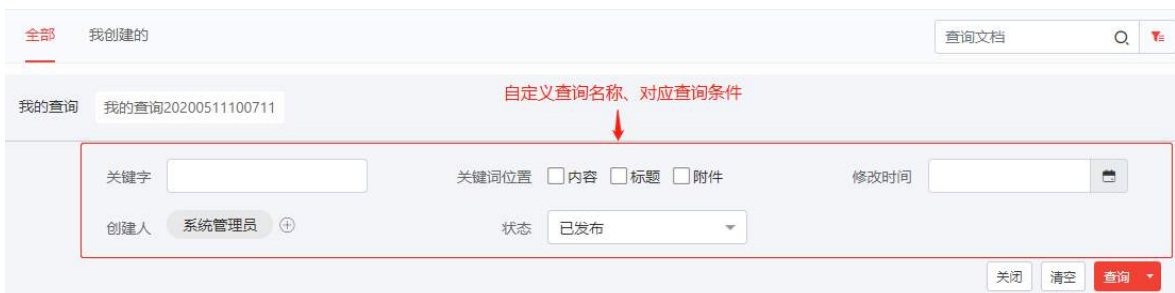 全部 我创建的 查询文档
自定义查询名称、对应查询条件
我的查询 我的查询20200511100711
关键字 关键词位置 内容 标题 附件 修改时间
创建人 系统管理员 状态 已发布
关闭 清空 查询